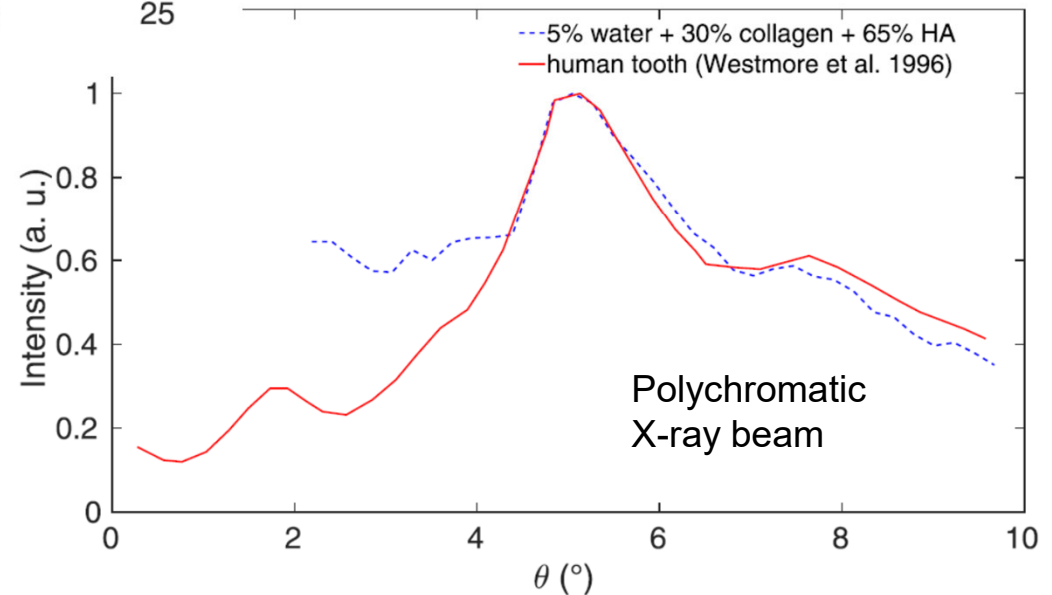 25
5% water + 30% collagen + 65% HA
human tooth (Westmore et al. 1996)
1
0.8
0.6
0.4
0.2
0
Intensity (a. u.)
Polychromatic
X-ray beam
0 2 4 6 8 10
θ (°)